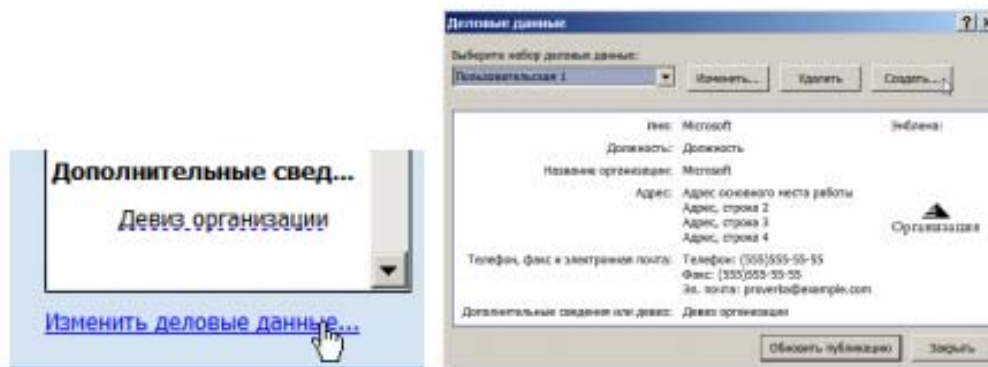 Дополнительные свед...
Девиз организации
Изменить деловые данные...
Деловые данные
Выберите набор деловых данных:
Пользовательская 1
Изменить...
Удалить
Создать...
Имя: Microsoft
Эмблема:
Должность: Должность
Название организации: Microsoft
Адрес: Адрес основного места работы
Адрес, строка 2
Адрес, строка 3
Адрес, строка 4
Организация
Телефон, факс и электронная почта: Телефон: (555)555-55-55
Факс: (555)555-55-55
Эл. почта: proverka@example.com
Дополнительные сведения или девиз: Девиз организации
Обновить публикацию
Закрыть